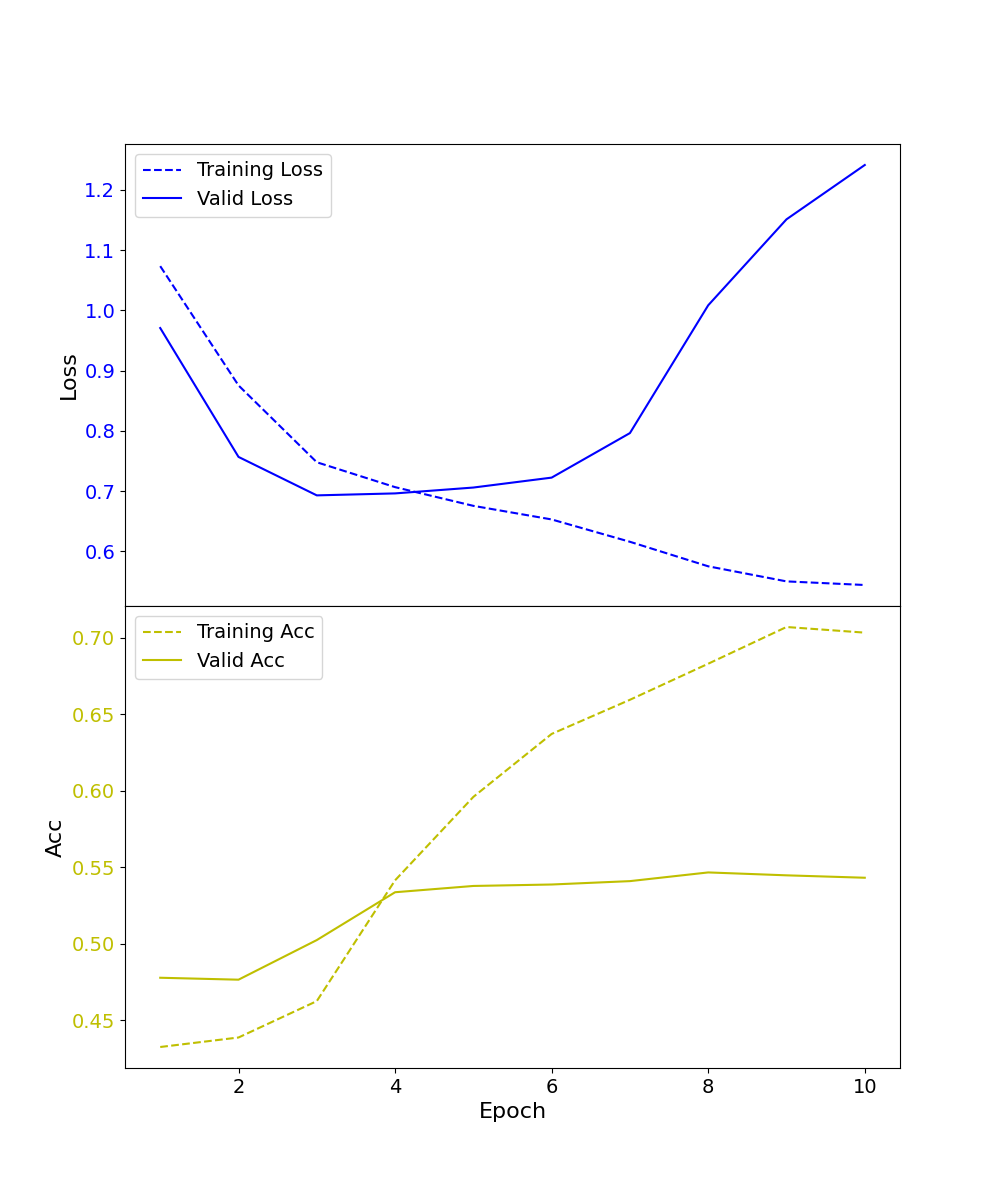 Training Loss
Valid Loss
1.2
1.1
1.0
0.9
0.8
0.7
0.6
Loss
Training Acc
Valid Acc
0.70
0.65
0.60
0.55
0.50
0.45
Acc
2 4 6 8 10
Epoch